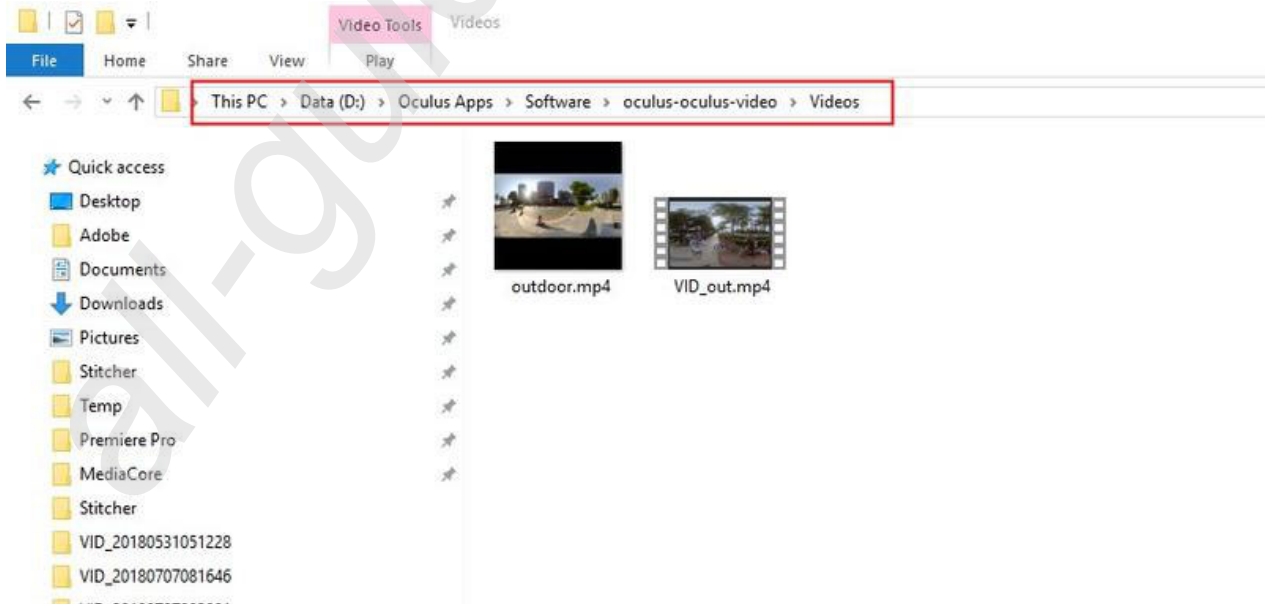 Video Tools Videos
File Home Share View Play
This PC > Data (D:) > Oculus Apps > Software > oculus-oculus-video > Videos
Quick access
Desktop
Adobe
Documents
Downloads
Pictures
Stitcher
Temp
Premiere Pro
MediaCore
Stitcher
VID_20180531051228
VID_20180707081646
outdoor.mp4
VID_out.mp4